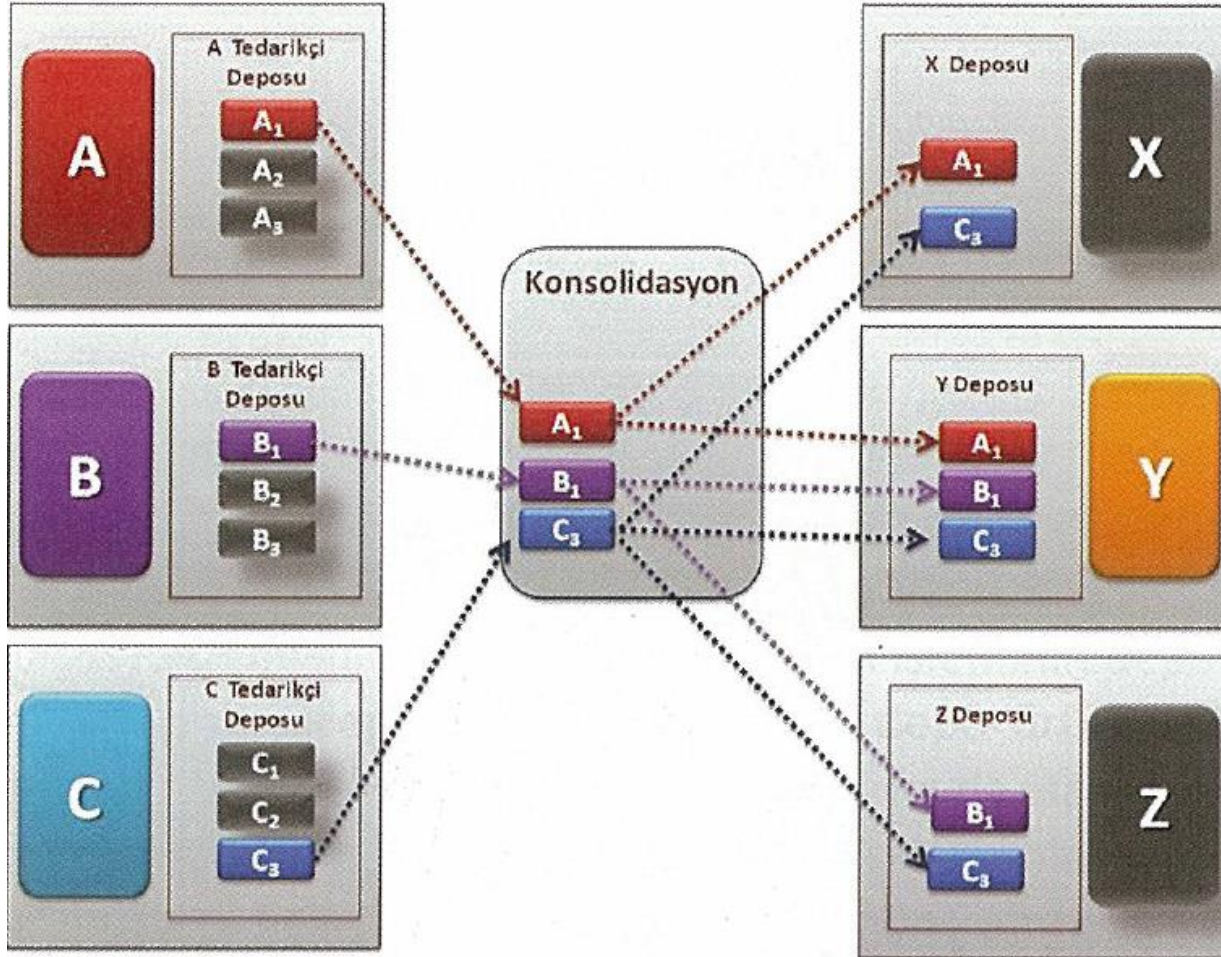 A
A Tedarikçi
Deposu
A₁
A₂
A₃
B
B Tedarikçi
Deposu
B₁
B₂
B₃
C
C Tedarikçi
Deposu
C₁
C₂
C₃
Konsolidasyon
A₁
B₁
C₃
X Deposu
A₁
C₃
X
Y Deposu
A₁
B₁
C₃
Y
Z Deposu
B₁
C₃
Z